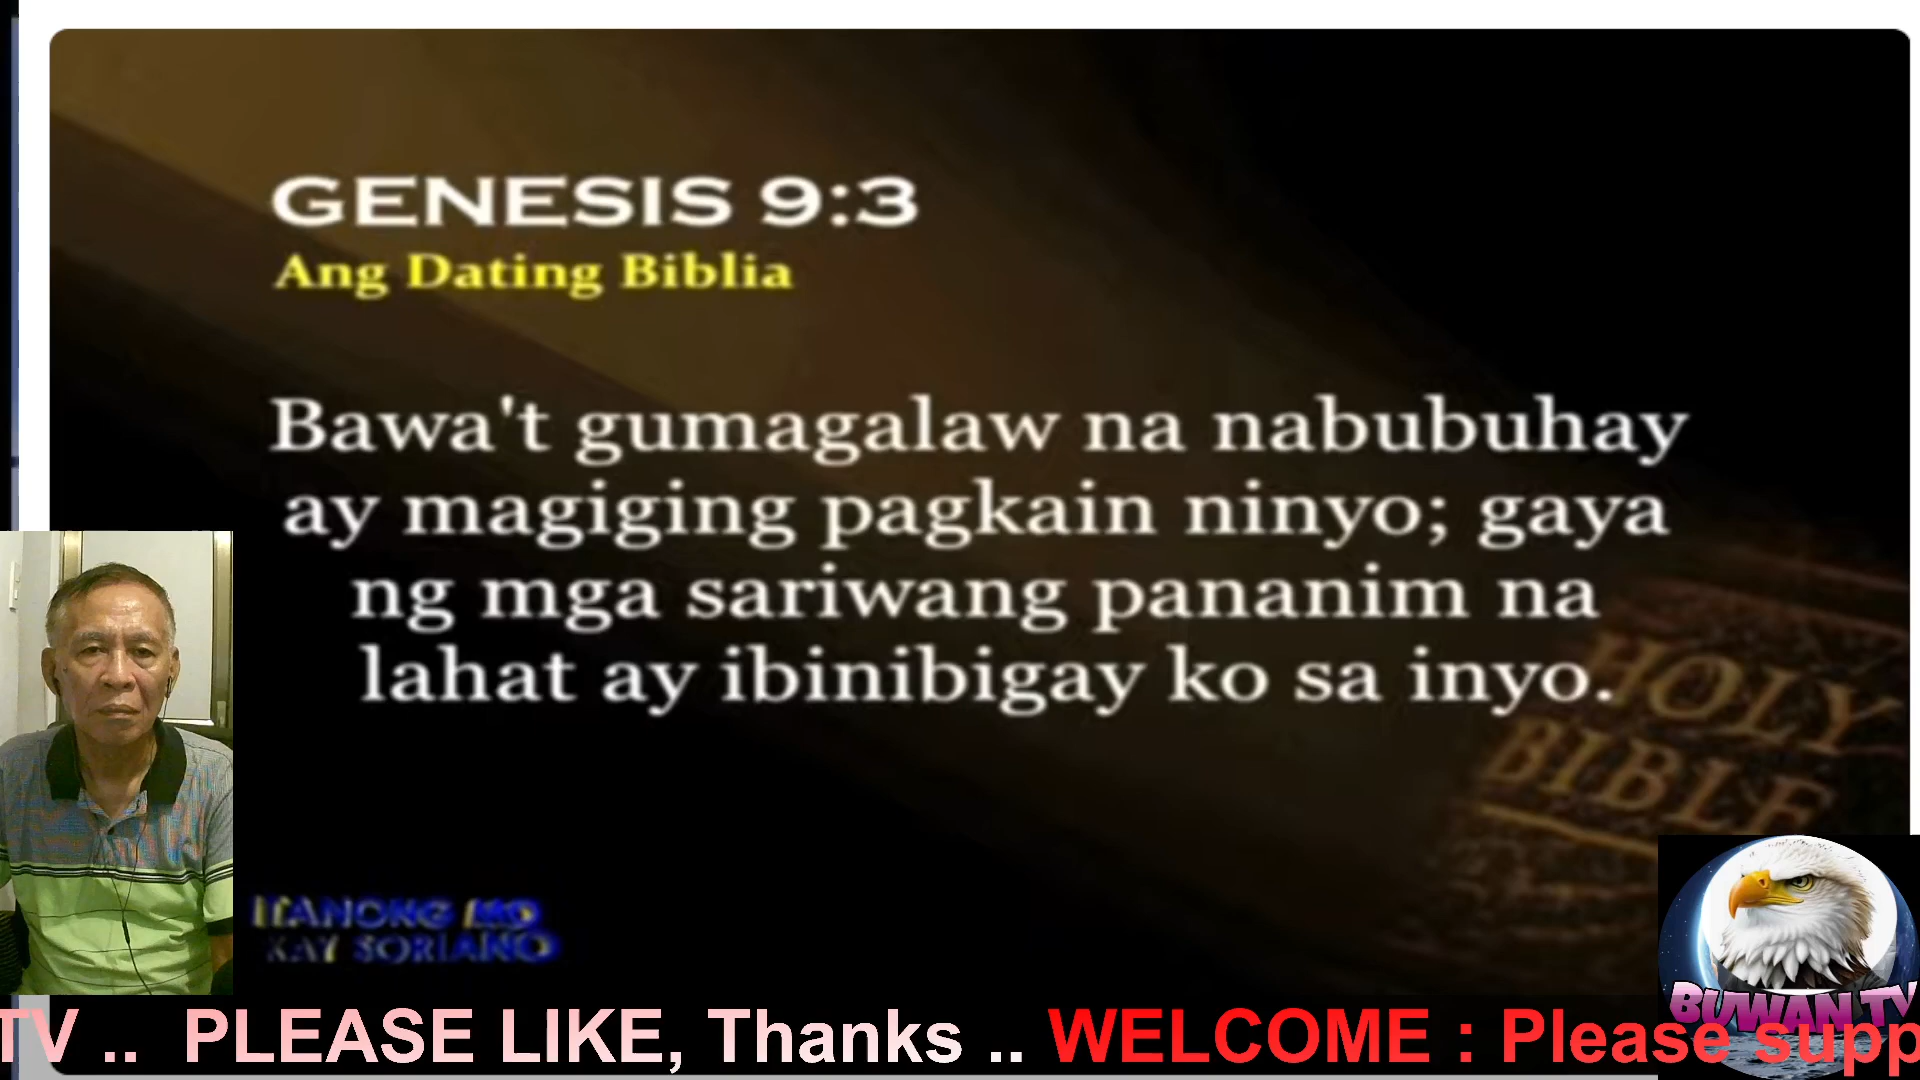 GENESIS 9:3
Ang Dating Biblia
Bawa't gumagalaw na nabubuhay
ay magiging pagkain ninyo; gaya
ng mga sariwang pananim na
lahat ay ibinibigay ko sa inyo.
HOLY
BIBLE
ITANONG MO
KAY SORIANO
BUWAN TV
TV .. PLEASE LIKE, Thanks .. WELCOME : Please supp